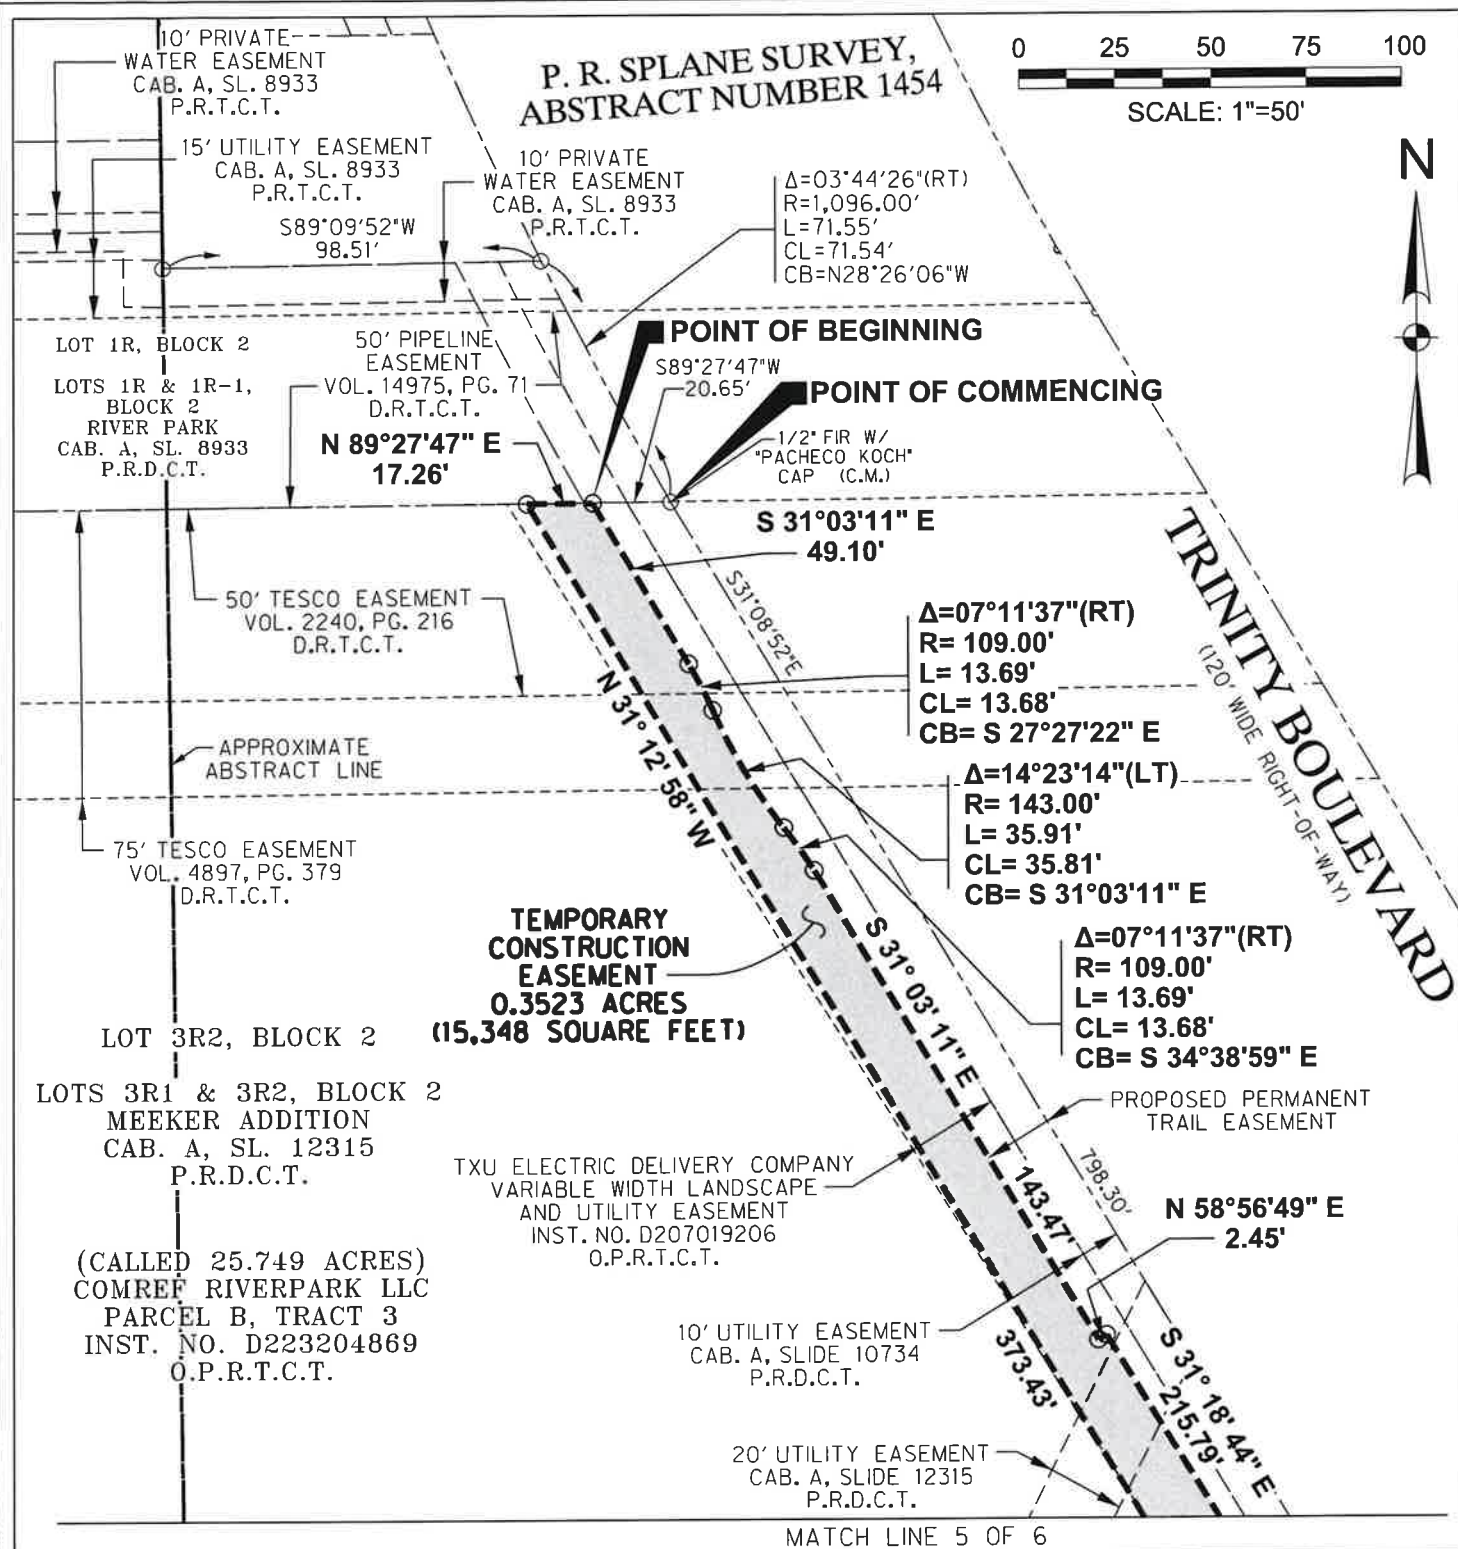 10' PRIVATE
WATER EASEMENT
CAB. A, SL. 8933
P.R.T.C.T.
P. R. SPLANE SURVEY,
ABSTRACT NUMBER 1454
0 25 50 75 100
SCALE: 1"=50'
N
15' UTILITY EASEMENT
CAB. A, SL. 8933
P.R.T.C.T.
S89°09'52"W
98.51'
10' PRIVATE
WATER EASEMENT
CAB. A, SL. 8933
P.R.T.C.T.
Δ=03°44'26"(RT)
R=1,096.00'
L=71.55'
CL=71.54'
CB=N28°26'06"W
LOT 1R, BLOCK 2
LOTS 1R & 1R-1,
BLOCK 2
RIVER PARK
CAB. A, SL. 8933
P.R.D.C.T.
50' PIPELINE
EASEMENT
VOL. 14975, PG. 71
D.R.T.C.T.
POINT OF BEGINNING
S89°27'47"W
20.65'
POINT OF COMMENCING
N 89°27'47" E
17.26'
1/2" FIR W/
"PACHECO KOCH"
CAP (C.M.)
S 31°03'11" E
49.10'
TRINITY BOULEVARD
(120' WIDE RIGHT-OF-WAY)
50' TESCO EASEMENT
VOL. 2240, PG. 216
D.R.T.C.T.
S31°08'52"E
Δ=07°11'37"(RT)
R= 109.00'
L= 13.69'
CL= 13.68'
CB= S 27°27'22" E
N 31° 12' 58" W
APPROXIMATE
ABSTRACT LINE
Δ=14°23'14"(LT)
R= 143.00'
L= 35.91'
CL= 35.81'
CB= S 31°03'11" E
75' TESCO EASEMENT
VOL. 4897, PG. 379
D.R.T.C.T.
TEMPORARY
CONSTRUCTION
EASEMENT
0.3523 ACRES
(15,348 SQUARE FEET)
S 31° 03' 11" E
Δ=07°11'37"(RT)
R= 109.00'
L= 13.69'
CL= 13.68'
CB= S 34°38'59" E
LOT 3R2, BLOCK 2
LOTS 3R1 & 3R2, BLOCK 2
MEEKER ADDITION
CAB. A, SL. 12315
P.R.D.C.T.
PROPOSED PERMANENT
TRAIL EASEMENT
TXU ELECTRIC DELIVERY COMPANY
VARIABLE WIDTH LANDSCAPE
AND UTILITY EASEMENT
INST. NO. D207019206
O.P.R.T.C.T.
143.47'
798.30'
N 58°56'49" E
2.45'
(CALLED 25.749 ACRES)
COMREF RIVERPARK LLC
PARCEL B, TRACT 3
INST. NO. D223204869
O.P.R.T.C.T.
10' UTILITY EASEMENT
CAB. A, SLIDE 10734
P.R.D.C.T.
373.43'
S 31° 18' 44" E
215.79'
20' UTILITY EASEMENT
CAB. A, SLIDE 12315
P.R.D.C.T.
MATCH LINE 5 OF 6